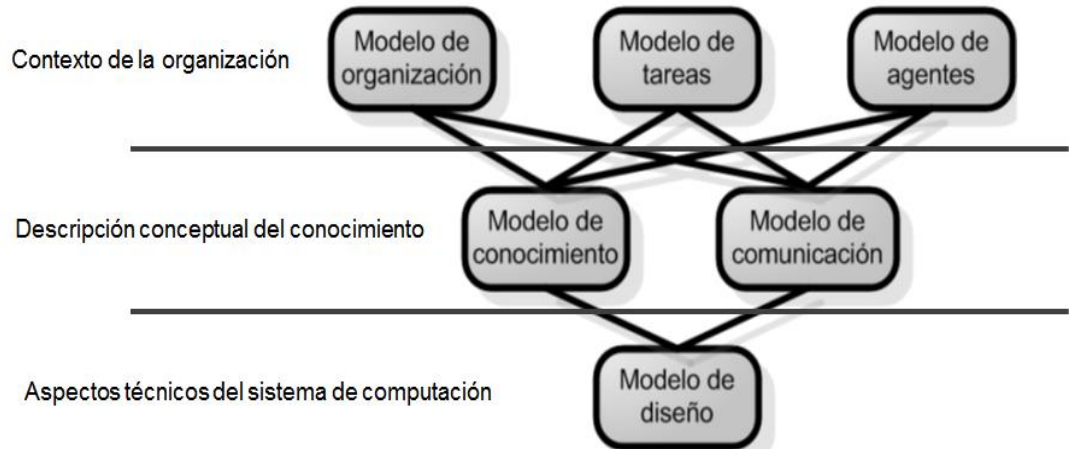 Contexto de la organización
Modelo de
organización
Modelo de
tareas
Modelo de
agentes
Descripción conceptual del conocimiento
Modelo de
conocimiento
Modelo de
comunicación
Aspectos técnicos del sistema de computación
Modelo de
diseño